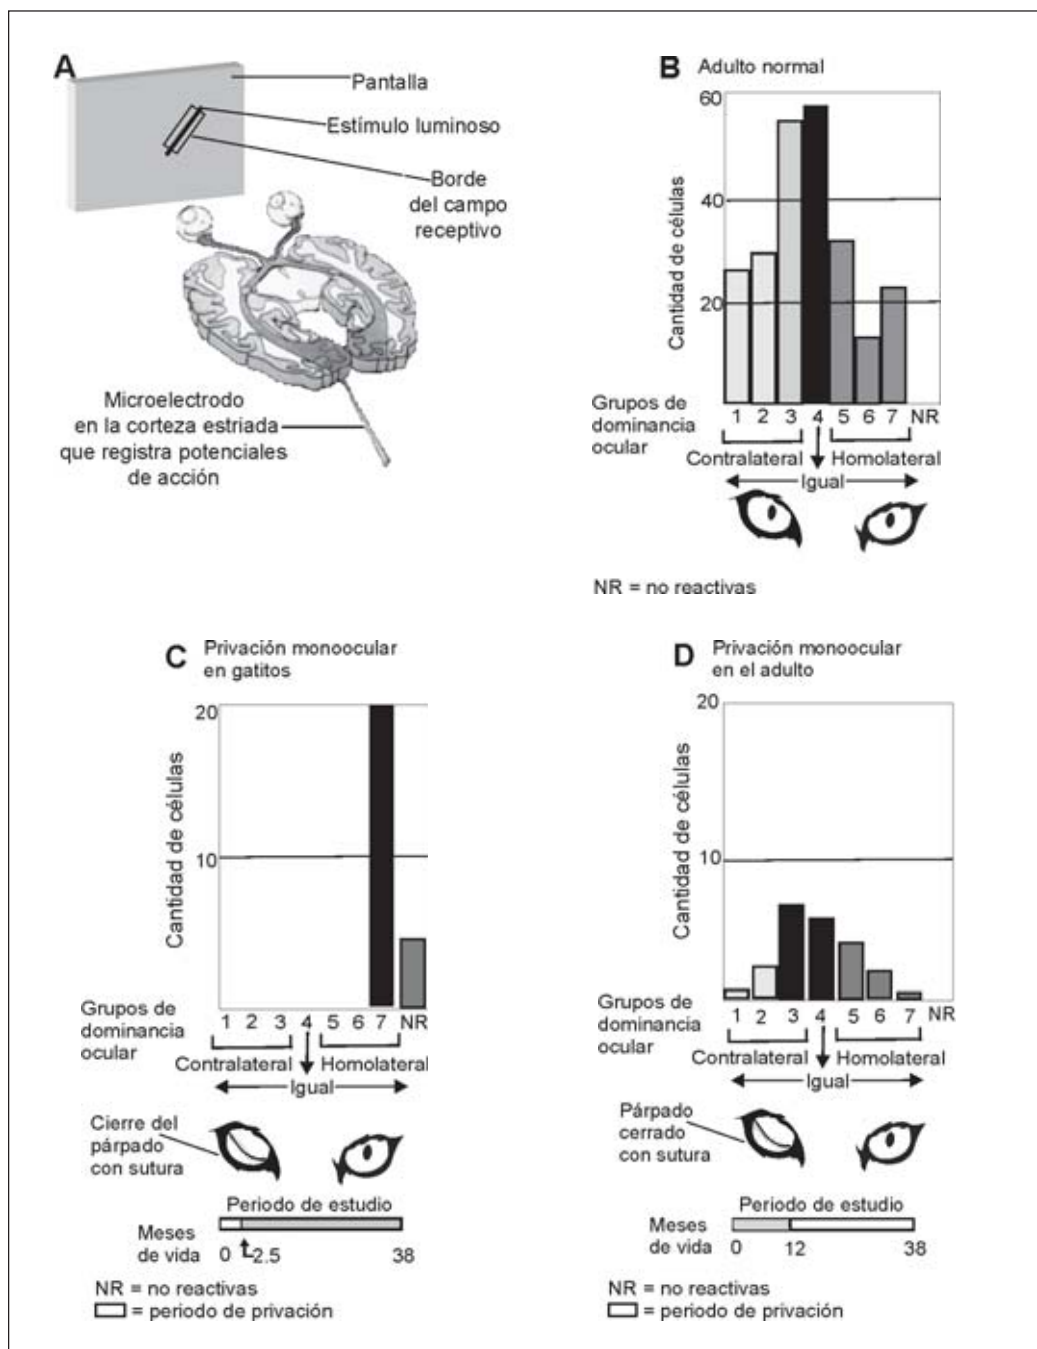 A
Pantalla
Estímulo luminoso
Borde
del campo
receptivo
Microelectrodo
en la corteza estriada
que registra potenciales
de acción
B Adulto normal
Cantidad de células
60
40
20
Grupos de
dominancia
ocular
1 2 3 4 5 6 7 NR
Contralateral Homolateral
Igual
NR = no reactivas
C Privación monoocular
en gatitos
Cantidad de células
20
10
Grupos de
dominancia
ocular
1 2 3 4 5 6 7 NR
Contralateral Homolateral
Igual
Cierre del
párpado
con sutura
Periodo de estudio
Meses
de vida
0 2.5 38
NR = no reactivas
= periodo de privación
D Privación monoocular
en el adulto
Cantidad de células
20
10
Grupos de
dominancia
ocular
1 2 3 4 5 6 7 NR
Contralateral Homolateral
Igual
Párpado
cerrado
con sutura
Periodo de estudio
Meses
de vida
0 12 38
NR = no reactivas
= periodo de privación